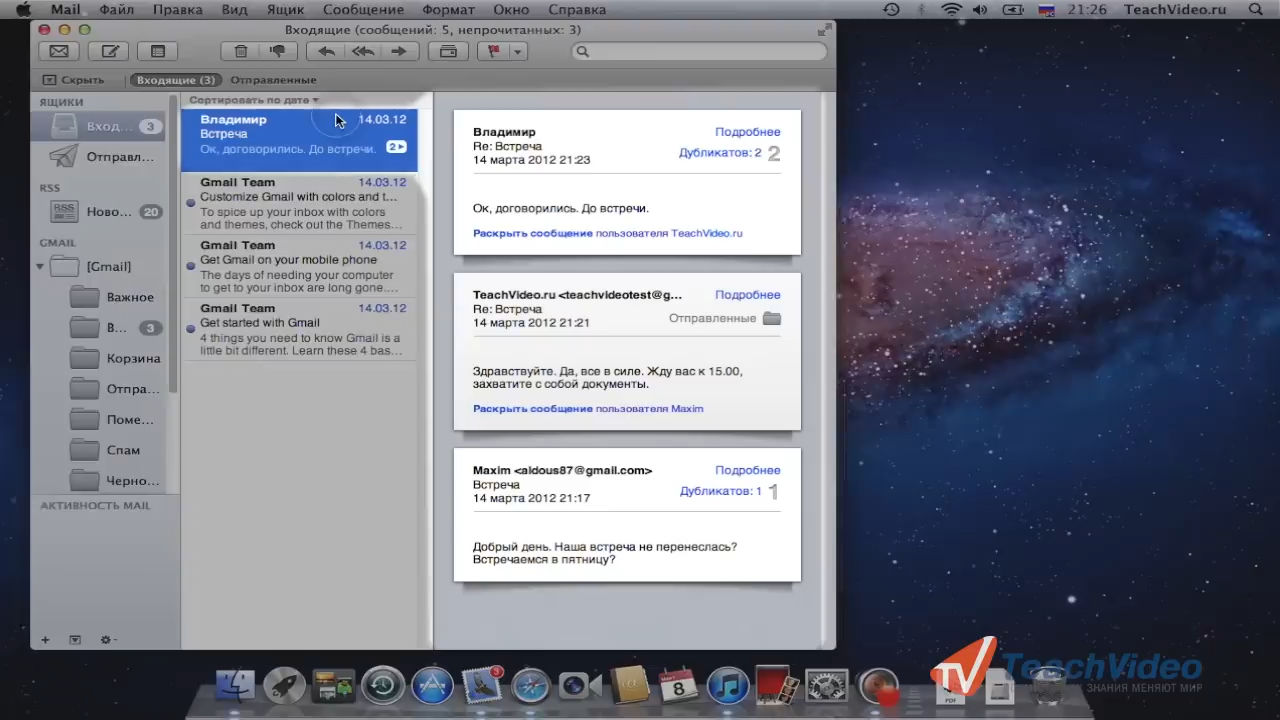 Mail Файл Правка Вид Ящик Сообщение Формат Окно Справка 21:26 TeachVideo.ru
Входящие (сообщений: 5, непрочитанных: 3)
Скрыть Входящие (3) Отправленные
ЯЩИКИ
Вход... 3
Отправл...
RSS
RSS Ново... 20
GMAIL
[Gmail]
Важное
В... 3
Корзина
Отпра...
Поме...
Спам
Черно...
АКТИВНОСТЬ MAIL
Сортировать по дате
Владимир 14.03.12
Встреча
Ок, договорились. До встречи. 2
Gmail Team 14.03.12
Customize Gmail with colors and t...
To spice up your inbox with colors
and themes, check out the Themes...
Gmail Team 14.03.12
Get Gmail on your mobile phone
The days of needing your computer
to get to your inbox are long gone....
Gmail Team 14.03.12
Get started with Gmail
4 things you need to know Gmail is a
little bit different. Learn these 4 bas...
Владимир Подробнее
Re: Встреча Дубликатов: 2 2
14 марта 2012 21:23
Ок, договорились. До встречи.
Раскрыть сообщение пользователя TeachVideo.ru
TeachVideo.ru <teachvideotest@g... Подробнее
Re: Встреча
14 марта 2012 21:21 Отправленные
Здравствуйте. Да, все в силе. Жду вас к 15.00,
захватите с собой документы.
Раскрыть сообщение пользователя Maxim
Maxim <aldous87@gmail.com> Подробнее
Встреча Дубликатов: 1 1
14 марта 2012 21:17
Добрый день. Наша встреча не перенеслась?
Встречаемся в пятницу?
3
8
PDF
TV TeachVideo
ЗНАНИЯ МЕНЯЮТ МИР